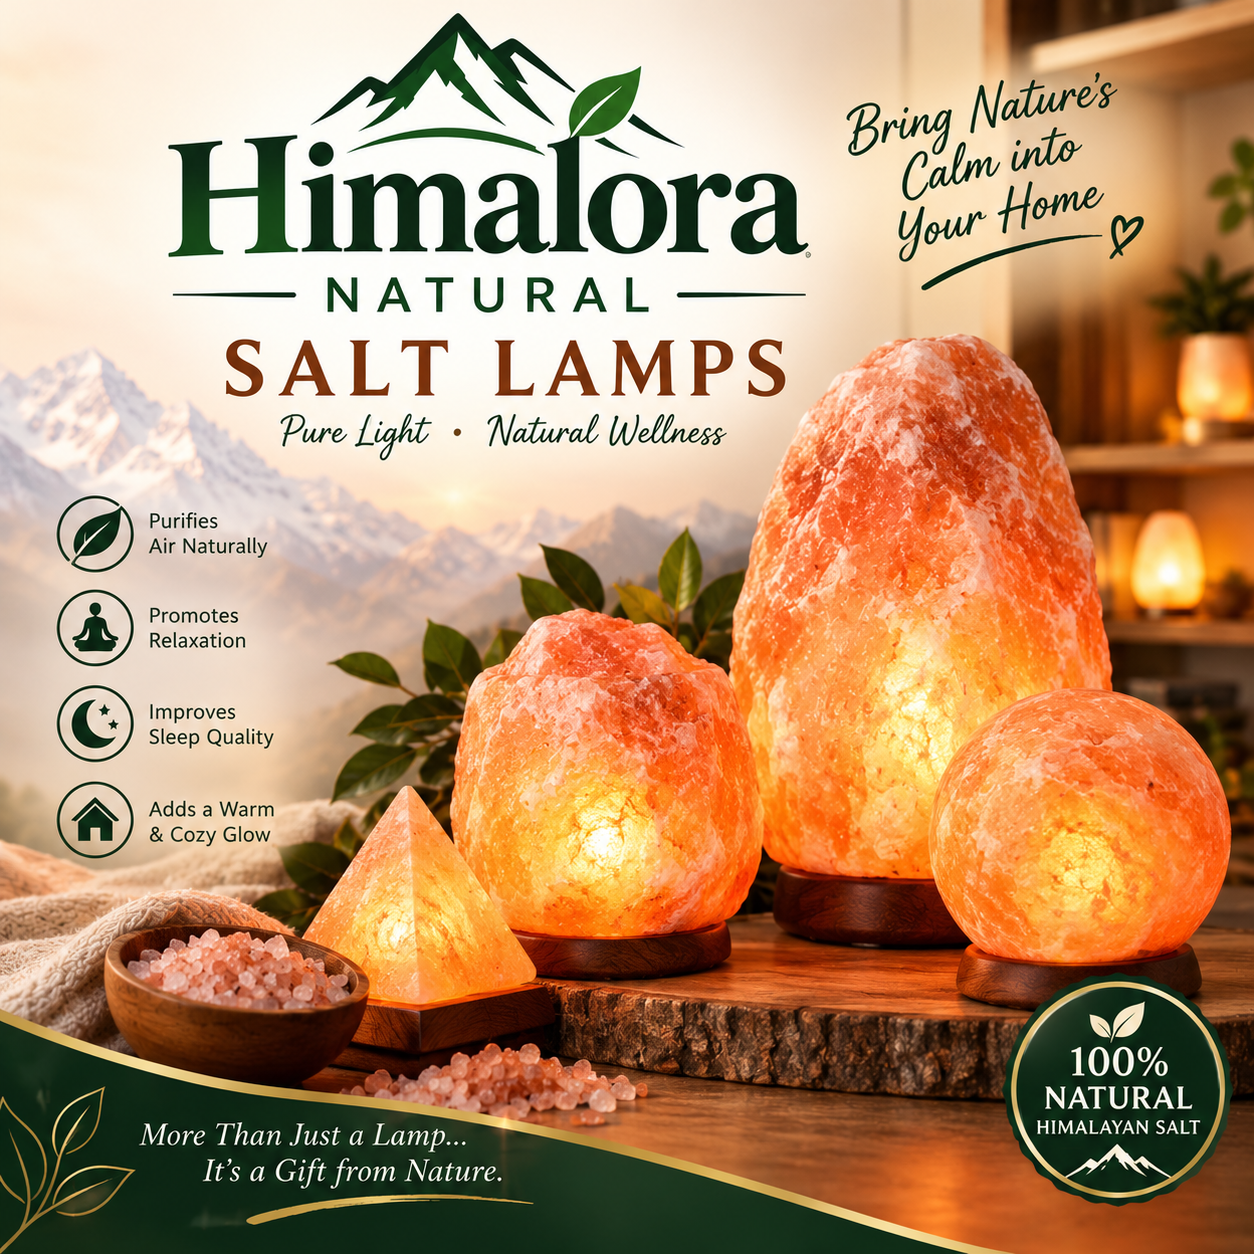 Himalora
NATURAL
SALT LAMPS
Pure Light • Natural Wellness
Bring Nature's
Calm into
Your Home
Purifies
Air Naturally
Promotes
Relaxation
Improves
Sleep Quality
Adds a Warm
& Cozy Glow
More Than Just a Lamp...
It's a Gift from Nature.
100%
NATURAL
HIMALAYAN SALT